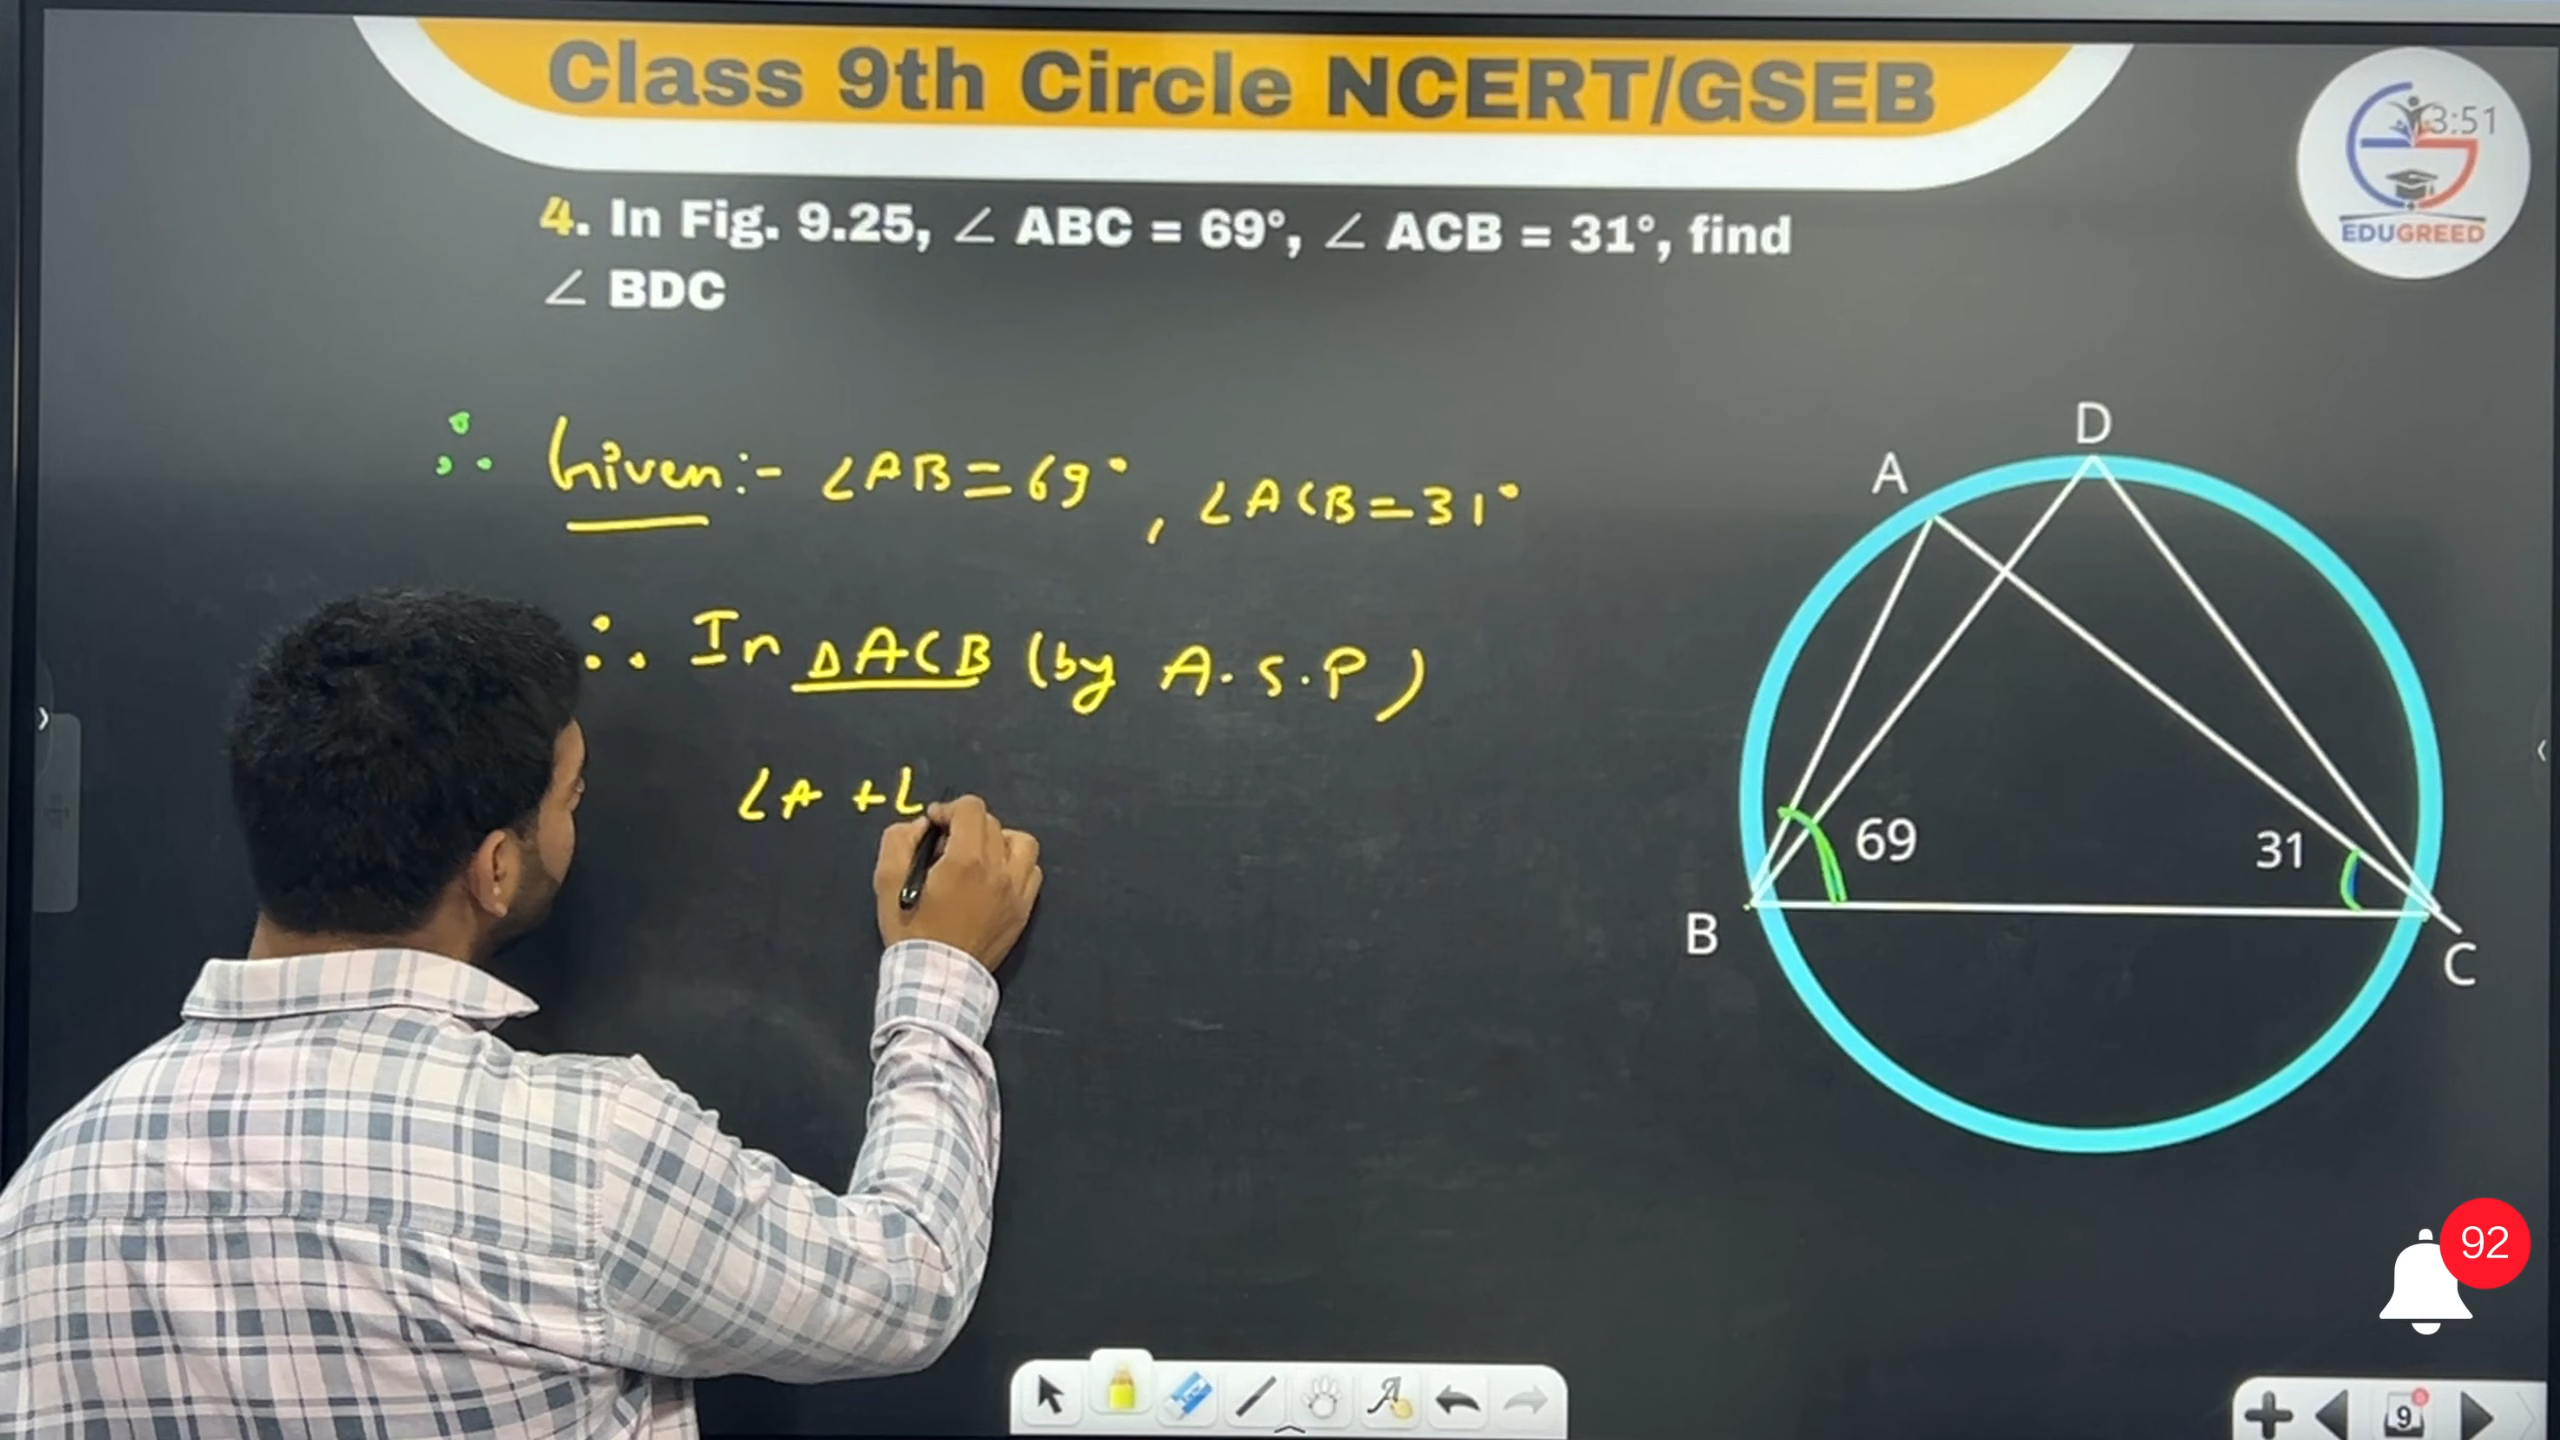 Class 9th Circle NCERT/GSEB
3:51
EDUGREED
4. In Fig. 9.25, ∠ ABC = 69°, ∠ ACB = 31°, find
∠ BDC
∴ Given:- ∠AB = 69°, ∠ACB = 31°
∴ In ΔACB (by A.S.P)
∠A + ∠
D
A
69
31
B
C
92
9